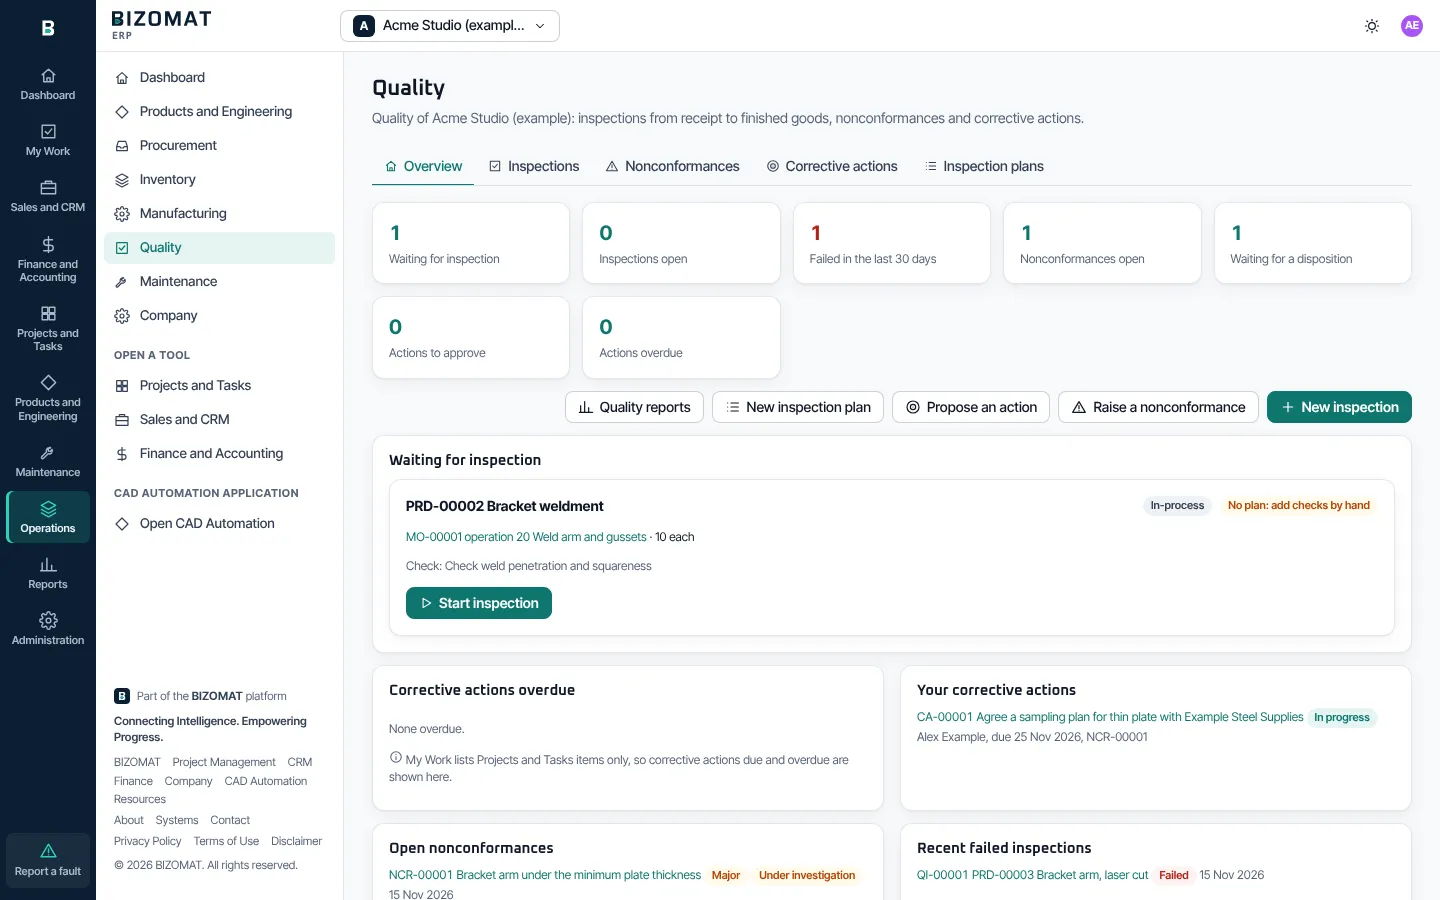 B
Dashboard
My Work
Sales and CRM
Finance and
Accounting
Projects and
Tasks
Products and
Engineering
Maintenance
Operations
Reports
Administration
Report a fault
BIZOMAT
ERP
A Acme Studio (exampl...
AE
Dashboard
Products and Engineering
Procurement
Inventory
Manufacturing
Quality
Maintenance
Company
OPEN A TOOL
Projects and Tasks
Sales and CRM
Finance and Accounting
CAD AUTOMATION APPLICATION
Open CAD Automation
B Part of the BIZOMAT platform
Connecting Intelligence. Empowering
Progress.
BIZOMAT Project Management CRM
Finance Company CAD Automation
Resources
About Systems Contact
Privacy Policy Terms of Use Disclaimer
© 2026 BIZOMAT. All rights reserved.
Quality
Quality of Acme Studio (example): inspections from receipt to finished goods, nonconformances and corrective actions.
Overview Inspections Nonconformances Corrective actions Inspection plans
1
Waiting for inspection
0
Inspections open
1
Failed in the last 30 days
1
Nonconformances open
1
Waiting for a disposition
0
Actions to approve
0
Actions overdue
Quality reports New inspection plan Propose an action Raise a nonconformance New inspection
Waiting for inspection
PRD-00002 Bracket weldment In-process No plan: add checks by hand
MO-00001 operation 20 Weld arm and gussets · 10 each
Check: Check weld penetration and squareness
Start inspection
Corrective actions overdue
None overdue.
My Work lists Projects and Tasks items only, so corrective actions due and overdue are
shown here.
Your corrective actions
CA-00001 Agree a sampling plan for thin plate with Example Steel Supplies In progress
Alex Example, due 25 Nov 2026, NCR-00001
Open nonconformances
NCR-00001 Bracket arm under the minimum plate thickness Major Under investigation
15 Nov 2026
Recent failed inspections
QI-00001 PRD-00003 Bracket arm, laser cut Failed 15 Nov 2026